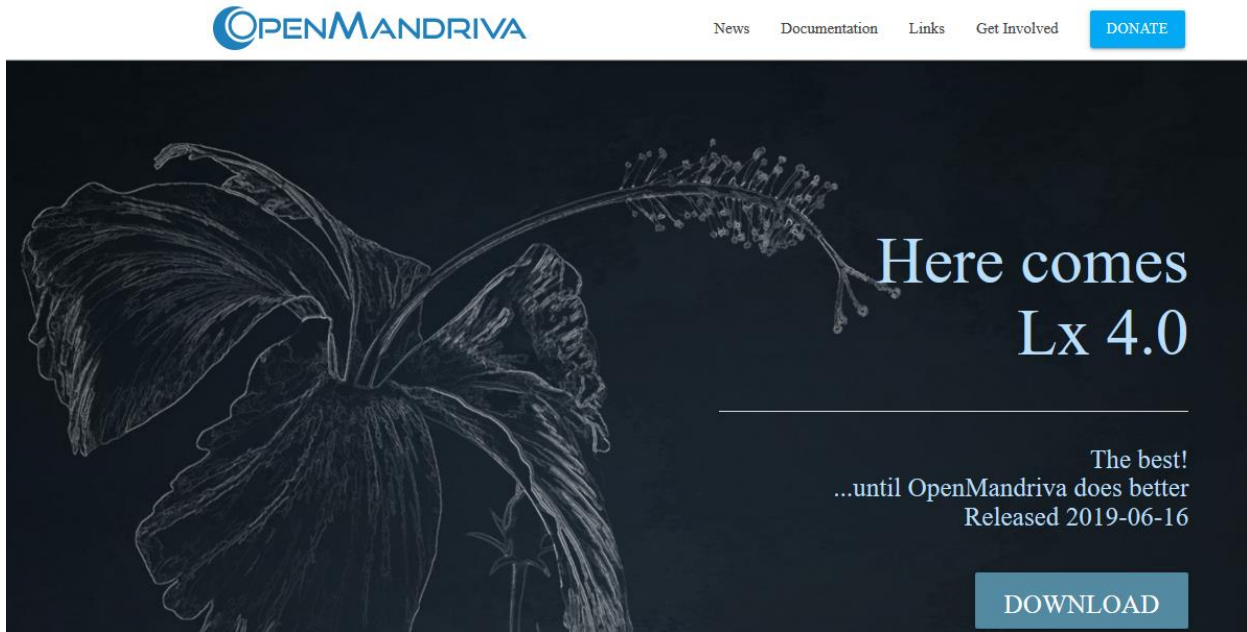 OPENMANDRIVA
News Documentation Links Get Involved DONATE
Here comes
Lx 4.0
The best!
...until OpenMandriva does better
Released 2019-06-16
DOWNLOAD